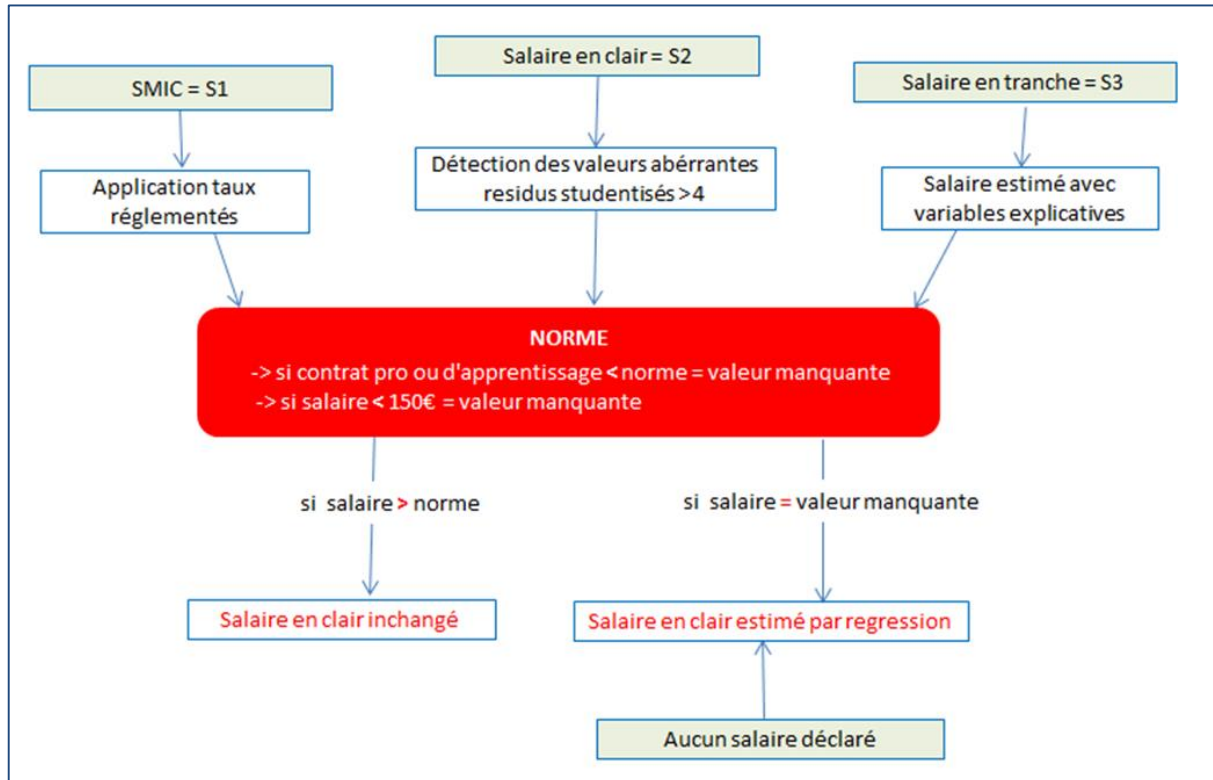 SMIC = S1
Salaire en clair = S2
Salaire en tranche = S3
Application taux
réglementés
Détection des valeurs abérrantes
residus studentisés >4
Salaire estimé avec
variables explicatives
NORME
-> si contrat pro ou d'apprentissage < norme = valeur manquante
-> si salaire < 150€ = valeur manquante
si salaire > norme
si salaire = valeur manquante
Salaire en clair inchangé
Salaire en clair estimé par regression
Aucun salaire déclaré